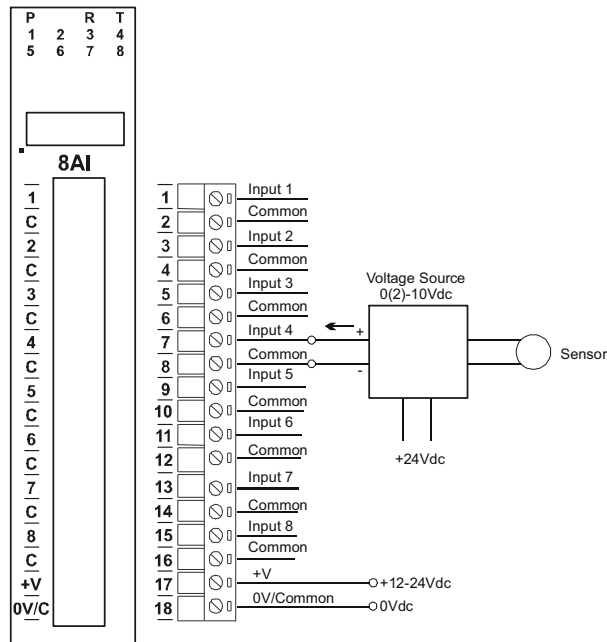 P R T
1 2 3 4
5 6 7 8
8AI
1
C
2
C
3
C
4
C
5
C
6
C
7
C
8
C
+V
0V/C
1 Input 1
2 Common
3 Input 2
4 Common
5 Input 3
6 Common
7 Input 4
8 Common
9 Input 5
10 Common
11 Input 6
12 Common
13 Input 7
14 Common
15 Input 8
16 Common
17 +V +12-24Vdc
18 0V/Common 0Vdc
Voltage Source
0(2)-10Vdc
+
-
Sensor
+24Vdc